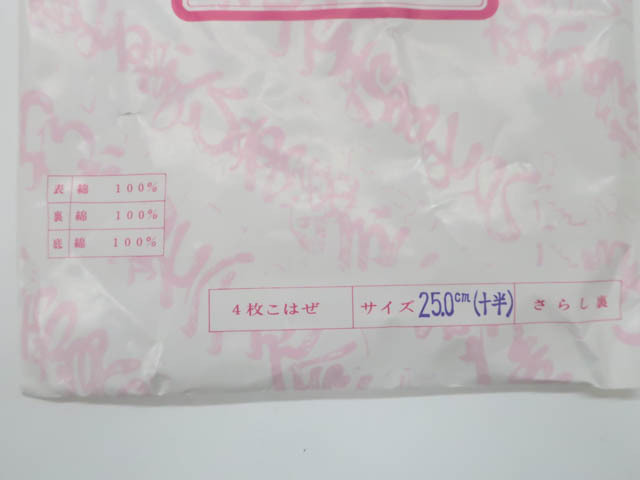 表 綿 100%
裏 綿 100%
底 綿 100%
4枚こはぜ サイズ 25.0cm(十半) さらし裏